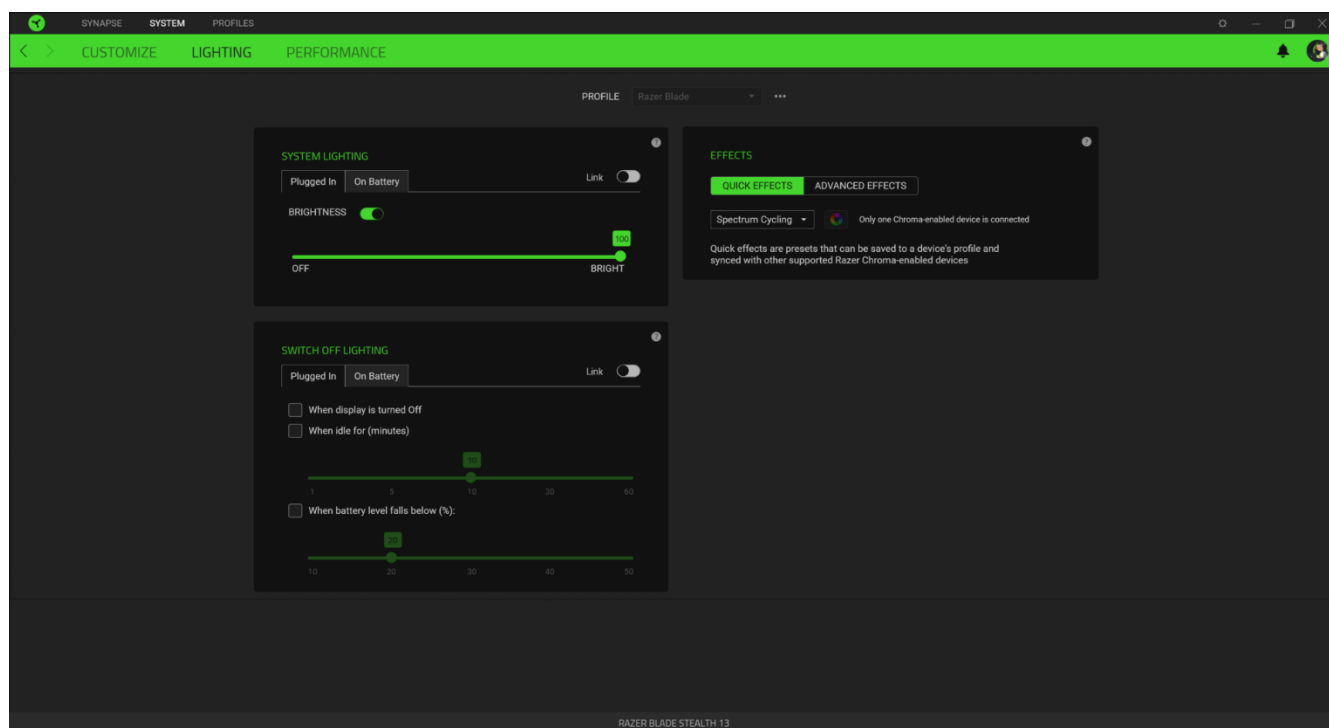 SYNAPSE SYSTEM PROFILES
CUSTOMIZE LIGHTING PERFORMANCE
PROFILE Razer Blade
SYSTEM LIGHTING
Plugged In On Battery Link
BRIGHTNESS
100
OFF BRIGHT
EFFECTS
QUICK EFFECTS ADVANCED EFFECTS
Spectrum Cycling Only one Chroma-enabled device is connected
Quick effects are presets that can be saved to a device's profile and
synced with other supported Razer Chroma-enabled devices
SWITCH OFF LIGHTING
Plugged In On Battery Link
When display is turned Off
When idle for (minutes)
10
1 5 10 30 60
When battery level falls below (%):
20
10 20 30 40 50
RAZER BLADE STEALTH 13